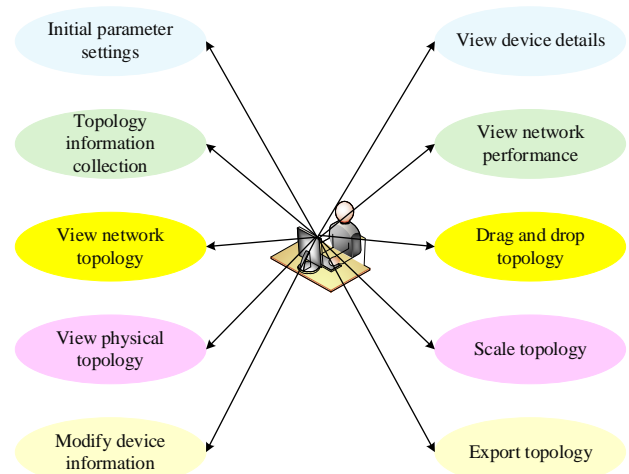 Initial parameter
settings
View device details
Topology
information
collection
View network
performance
View network
topology
Drag and drop
topology
View physical
topology
Scale topology
Modify device
information
Export topology